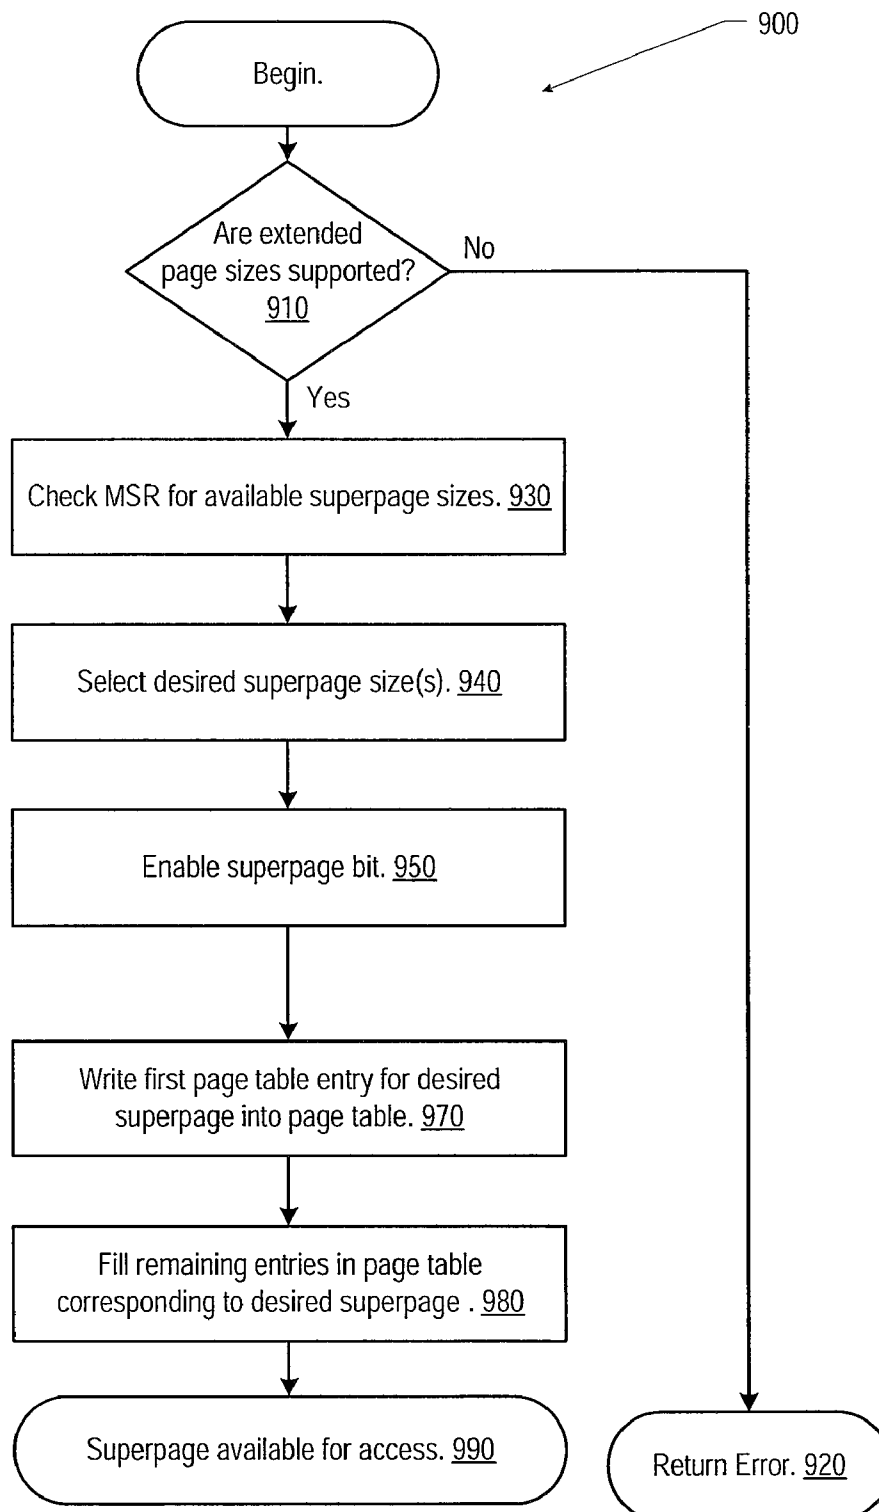 900
Begin.
Are extended
page sizes supported?
910
No
Yes
Check MSR for available superpage sizes. 930
Select desired superpage size(s). 940
Enable superpage bit. 950
Write first page table entry for desired
superpage into page table. 970
Fill remaining entries in page table
corresponding to desired superpage . 980
Superpage available for access. 990
Return Error. 920